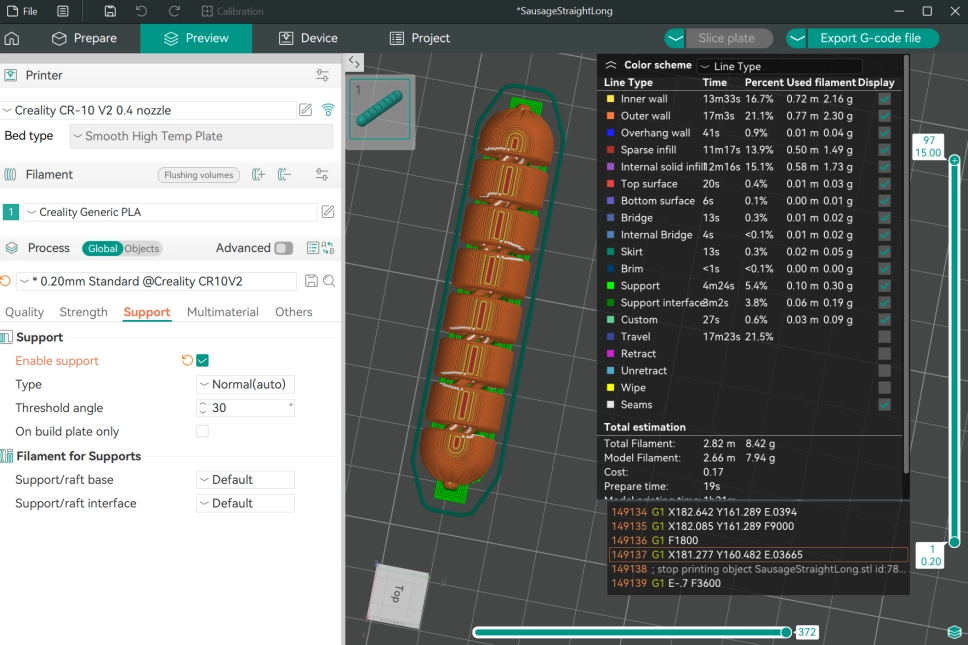 File
Calibration
*SausageStraightLong
Prepare
Preview
Device
Project
Slice plate
Export G-code file
Printer
Creality CR-10 V2 0.4 nozzle
Bed type
Smooth High Temp Plate
Filament
Flushing volumes
1
Creality Generic PLA
Process
Global
Objects
Advanced
* 0.20mm Standard @Creality CR10V2
Quality
Strength
Support
Multimaterial
Others
Support
Enable support
Type
Normal(auto)
Threshold angle
30
°
On build plate only
Filament for Supports
Support/raft base
Default
Support/raft interface
Default
1
Top
Color scheme
Line Type
Line Type Time Percent Used filament Display
Inner wall 13m33s 16.7% 0.72 m 2.16 g
Outer wall 17m3s 21.1% 0.77 m 2.30 g
Overhang wall 41s 0.9% 0.01 m 0.04 g
Sparse infill 11m17s 13.9% 0.50 m 1.49 g
Internal solid infill 12m16s 15.1% 0.58 m 1.73 g
Top surface 20s 0.4% 0.01 m 0.03 g
Bottom surface 6s 0.1% 0.00 m 0.01 g
Bridge 13s 0.3% 0.01 m 0.02 g
Internal Bridge 4s <0.1% 0.01 m 0.02 g
Skirt 13s 0.3% 0.02 m 0.05 g
Brim <1s <0.1% 0.00 m 0.00 g
Support 4m24s 5.4% 0.10 m 0.30 g
Support interface 3m2s 3.8% 0.06 m 0.19 g
Custom 27s 0.6% 0.03 m 0.09 g
Travel 17m23s 21.5%
Retract
Unretract
Wipe
Seams
Total estimation
Total Filament: 2.82 m 8.42 g
Model Filament: 2.66 m 7.94 g
Cost: 0.17
Prepare time: 19s
Model printing time: 1h21m
149134 G1 X182.642 Y161.289 E.0394
149135 G1 X182.085 Y161.289 F9000
149136 G1 F1800
149137 G1 X181.277 Y160.482 E.03665
149138 ; stop printing object SausageStraightLong.stl id:78...
149139 G1 E-.7 F3600
97
15.00
1
0.20
372